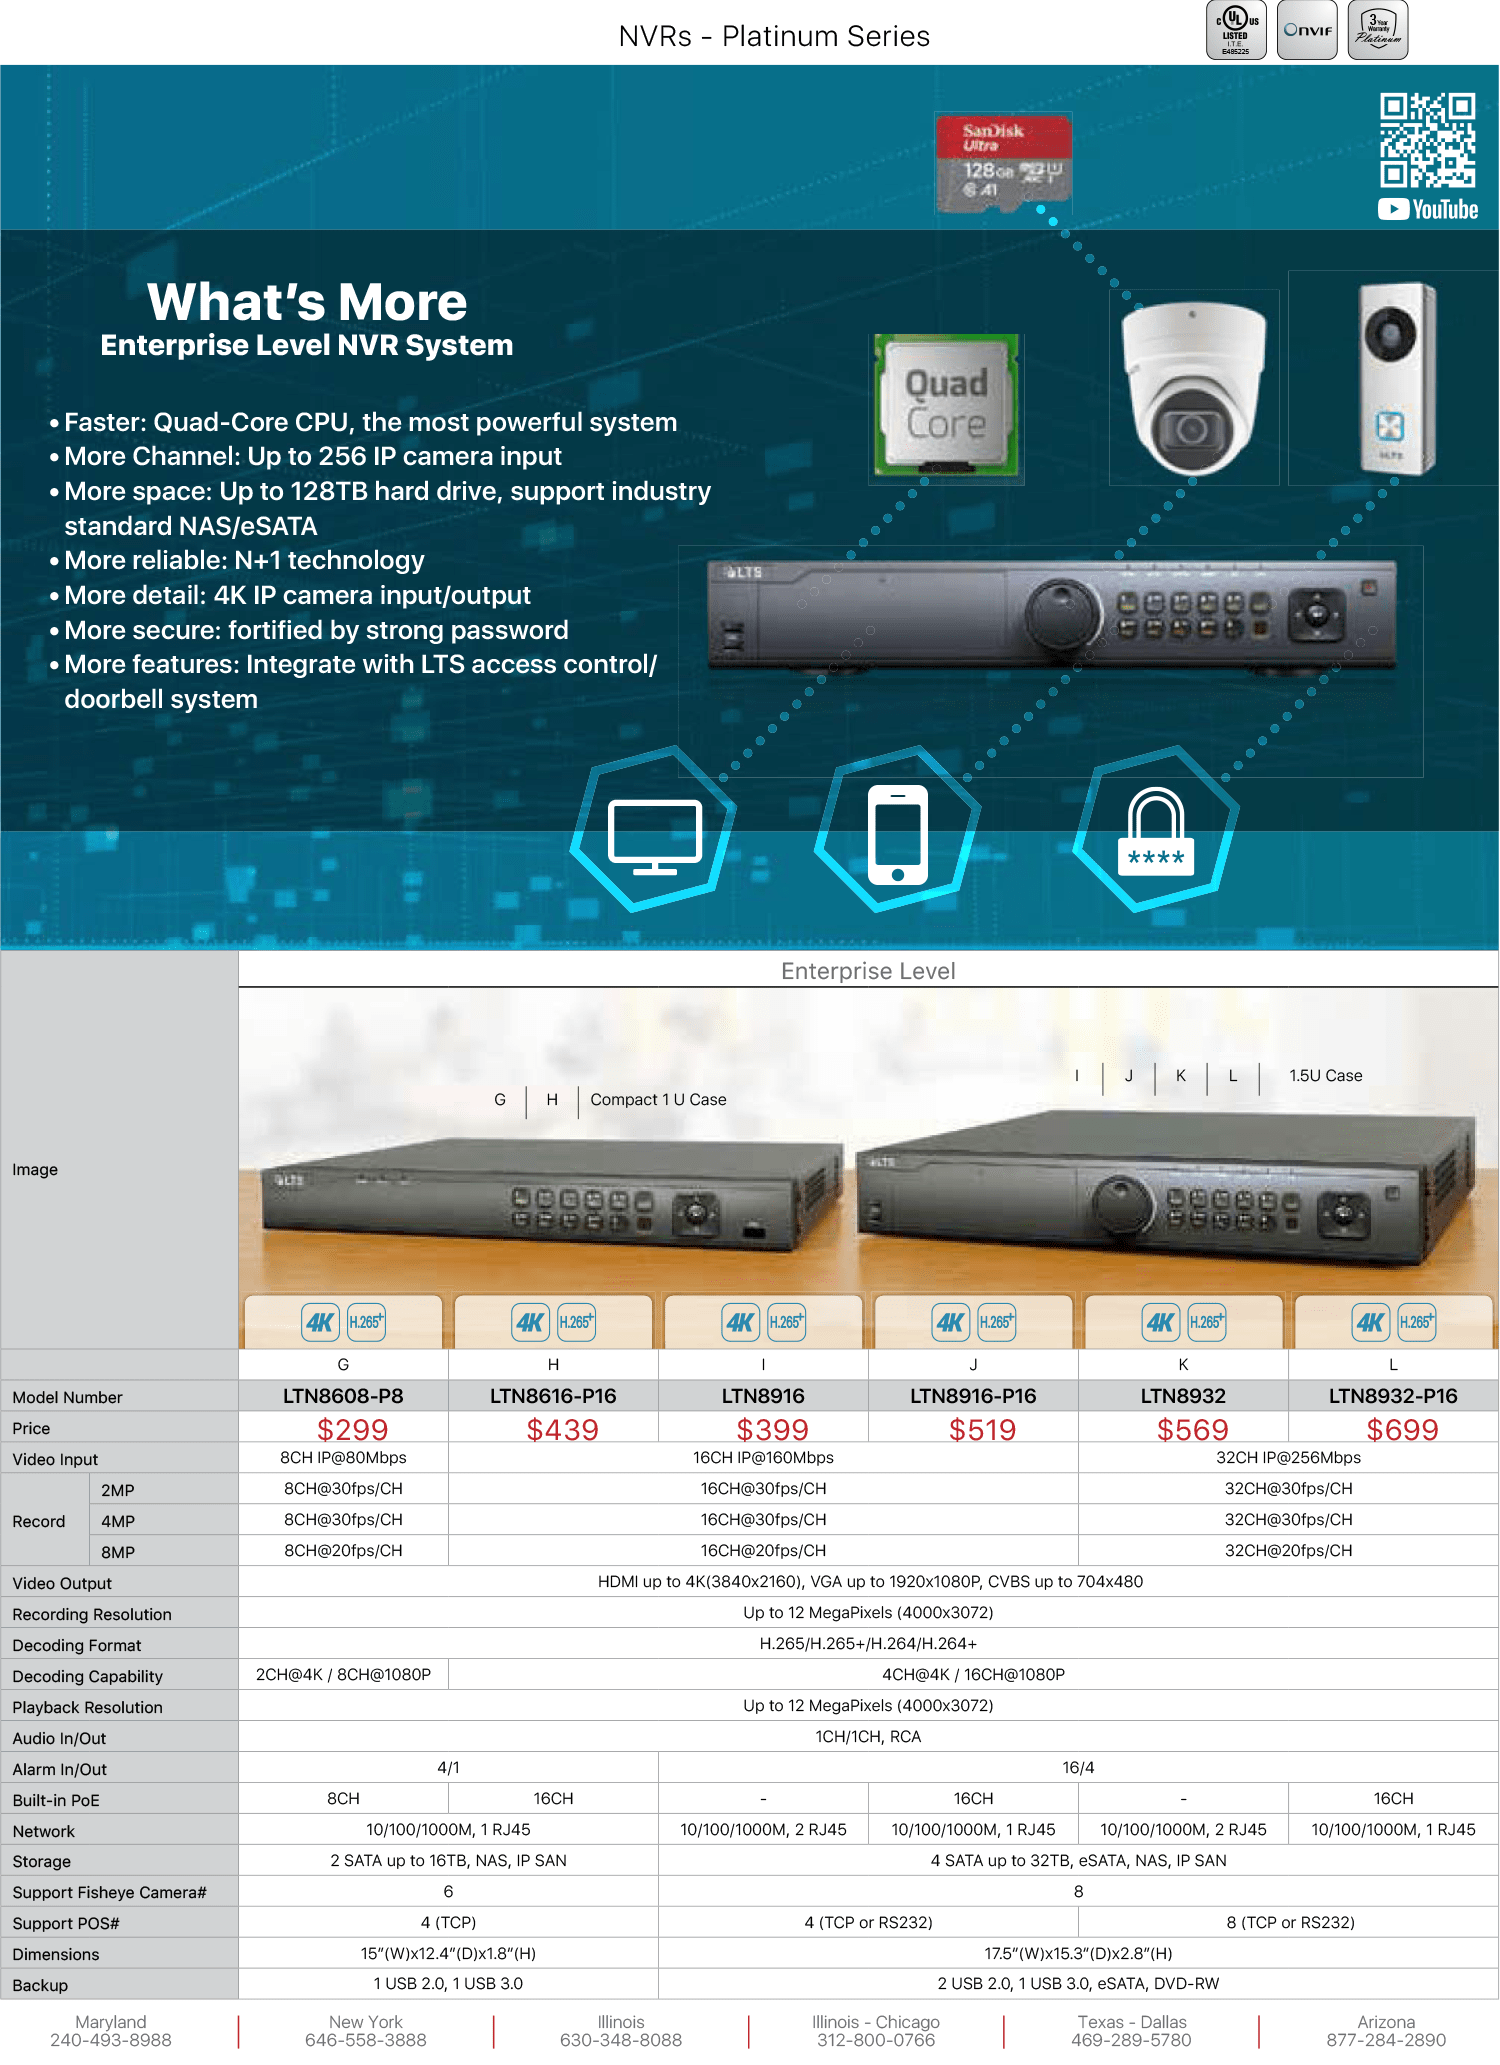 NVRs - Platinum Series
C UL US LISTED I.T.E. E485225
ONVIF
3 Year Warranty Platinum
SanDisk
Ultra
128GB
A1
YouTube
What's More
Enterprise Level NVR System
• Faster: Quad-Core CPU, the most powerful system
• More Channel: Up to 256 IP camera input
• More space: Up to 128TB hard drive, support industry
standard NAS/eSATA
• More reliable: N+1 technology
• More detail: 4K IP camera input/output
• More secure: fortified by strong password
• More features: Integrate with LTS access control/
doorbell system
Quad
Core
LTS
LTS
****
Enterprise Level
Image
G | H | Compact 1 U Case
I | J | K | L | 1.5U Case
LTS
LTS
4K H.265+ 4K H.265+ 4K H.265+ 4K H.265+ 4K H.265+ 4K H.265+
G H I J K L
Model Number LTN8608-P8 LTN8616-P16 LTN8916 LTN8916-P16 LTN8932 LTN8932-P16
Price $299 $439 $399 $519 $569 $699
Video Input 8CH IP@80Mbps 16CH IP@160Mbps 32CH IP@256Mbps
Record
2MP 8CH@30fps/CH 16CH@30fps/CH 32CH@30fps/CH
4MP 8CH@30fps/CH 16CH@30fps/CH 32CH@30fps/CH
8MP 8CH@20fps/CH 16CH@20fps/CH 32CH@20fps/CH
Video Output HDMI up to 4K(3840x2160), VGA up to 1920x1080P, CVBS up to 704x480
Recording Resolution Up to 12 MegaPixels (4000x3072)
Decoding Format H.265/H.265+/H.264/H.264+
Decoding Capability 2CH@4K / 8CH@1080P 4CH@4K / 16CH@1080P
Playback Resolution Up to 12 MegaPixels (4000x3072)
Audio In/Out 1CH/1CH, RCA
Alarm In/Out 4/1 16/4
Built-in PoE 8CH 16CH - 16CH - 16CH
Network 10/100/1000M, 1 RJ45 10/100/1000M, 2 RJ45 10/100/1000M, 1 RJ45 10/100/1000M, 2 RJ45 10/100/1000M, 1 RJ45
Storage 2 SATA up to 16TB, NAS, IP SAN 4 SATA up to 32TB, eSATA, NAS, IP SAN
Support Fisheye Camera# 6 8
Support POS# 4 (TCP) 4 (TCP or RS232) 8 (TCP or RS232)
Dimensions 15"(W)x12.4"(D)x1.8"(H) 17.5"(W)x15.3"(D)x2.8"(H)
Backup 1 USB 2.0, 1 USB 3.0 2 USB 2.0, 1 USB 3.0, eSATA, DVD-RW
Maryland New York Illinois Illinois - Chicago Texas - Dallas Arizona
240-493-8988 646-558-3888 630-348-8088 312-800-0766 469-289-5780 877-284-2890